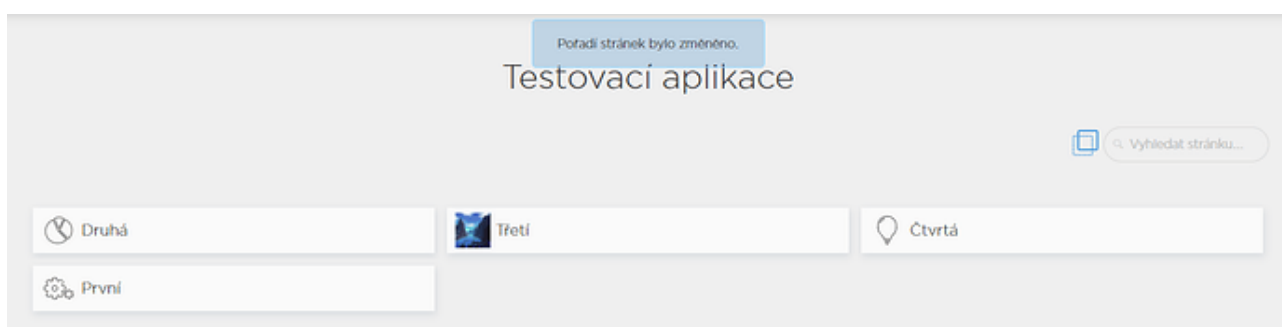 Pořadí stránek bylo změněno.
Testovací aplikace
Vyhledat stránku...
Druhá
Třetí
Čtvrtá
První